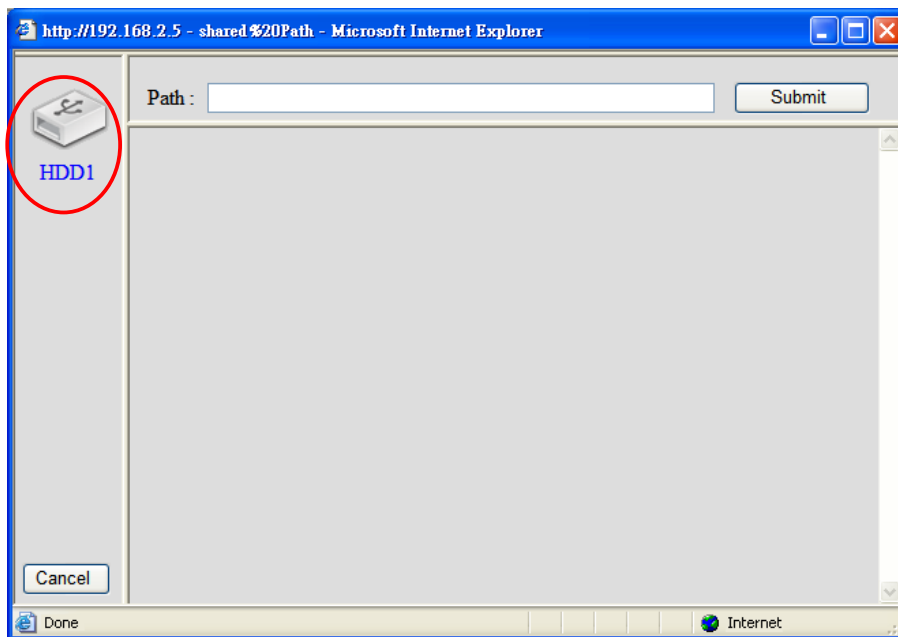 http://192.168.2.5 - shared%20Path - Microsoft Internet Explorer
Path :
Submit
HDD1
Cancel
Done
Internet